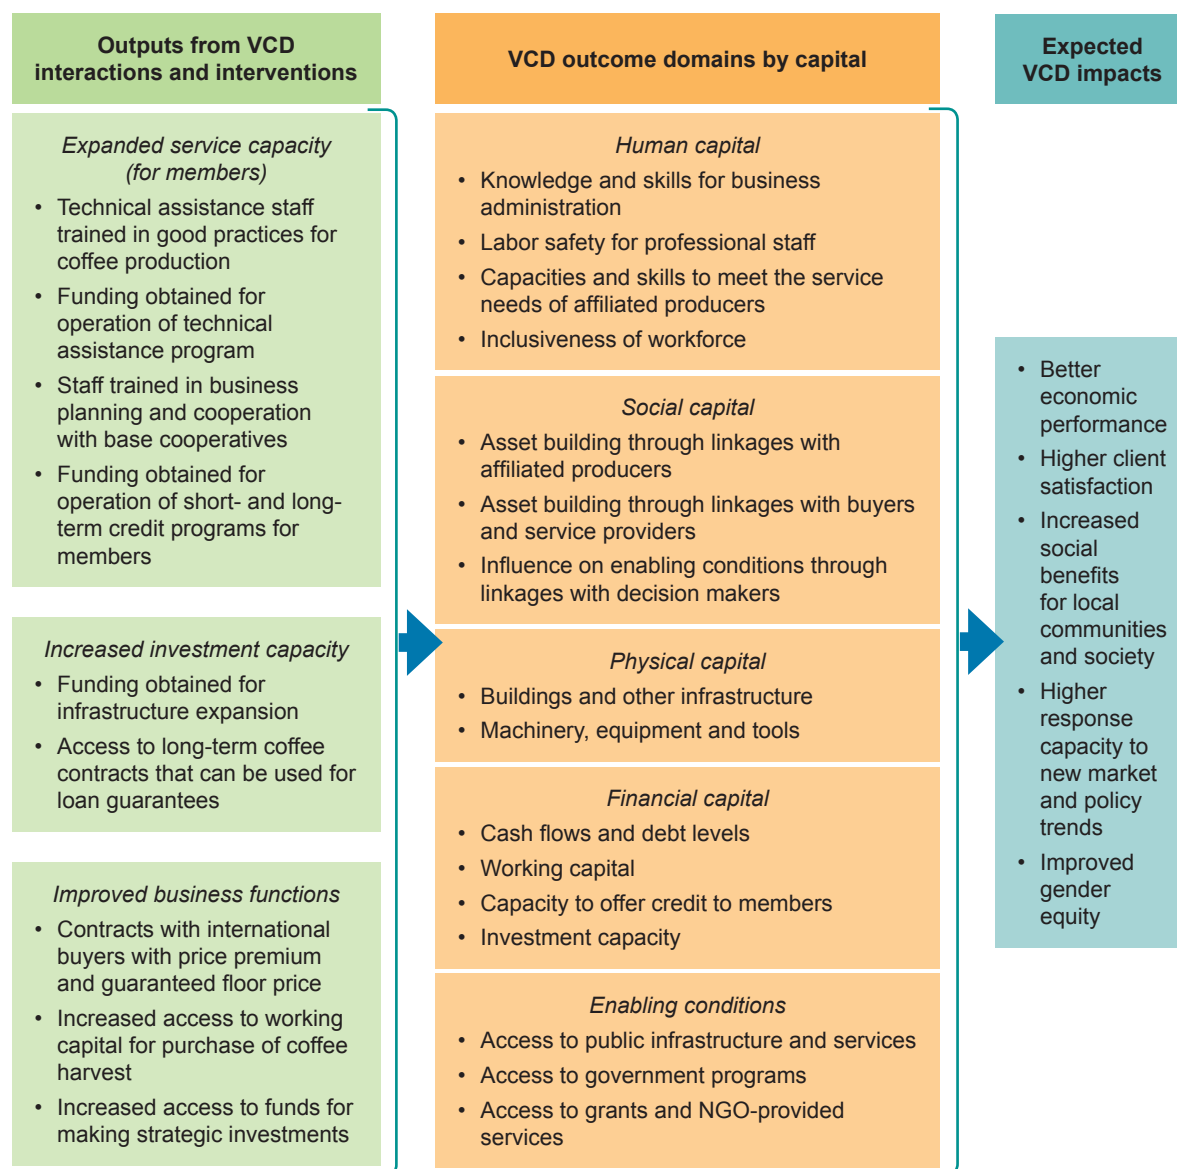 Outputs from VCD
interactions and interventions
Expanded service capacity
(for members)
• Technical assistance staff
trained in good practices for
coffee production
• Funding obtained for
operation of technical
assistance program
• Staff trained in business
planning and cooperation
with base cooperatives
• Funding obtained for
operation of short- and long-
term credit programs for
members
Increased investment capacity
• Funding obtained for
infrastructure expansion
• Access to long-term coffee
contracts that can be used for
loan guarantees
Improved business functions
• Contracts with international
buyers with price premium
and guaranteed floor price
• Increased access to working
capital for purchase of coffee
harvest
• Increased access to funds for
making strategic investments
VCD outcome domains by capital
Human capital
• Knowledge and skills for business
administration
• Labor safety for professional staff
• Capacities and skills to meet the service
needs of affiliated producers
• Inclusiveness of workforce
Social capital
• Asset building through linkages with
affiliated producers
• Asset building through linkages with buyers
and service providers
• Influence on enabling conditions through
linkages with decision makers
Physical capital
• Buildings and other infrastructure
• Machinery, equipment and tools
Financial capital
• Cash flows and debt levels
• Working capital
• Capacity to offer credit to members
• Investment capacity
Enabling conditions
• Access to public infrastructure and services
• Access to government programs
• Access to grants and NGO-provided
services
Expected
VCD impacts
• Better
economic
performance
• Higher client
satisfaction
• Increased
social
benefits
for local
communities
and society
• Higher
response
capacity to
new market
and policy
trends
• Improved
gender
equity